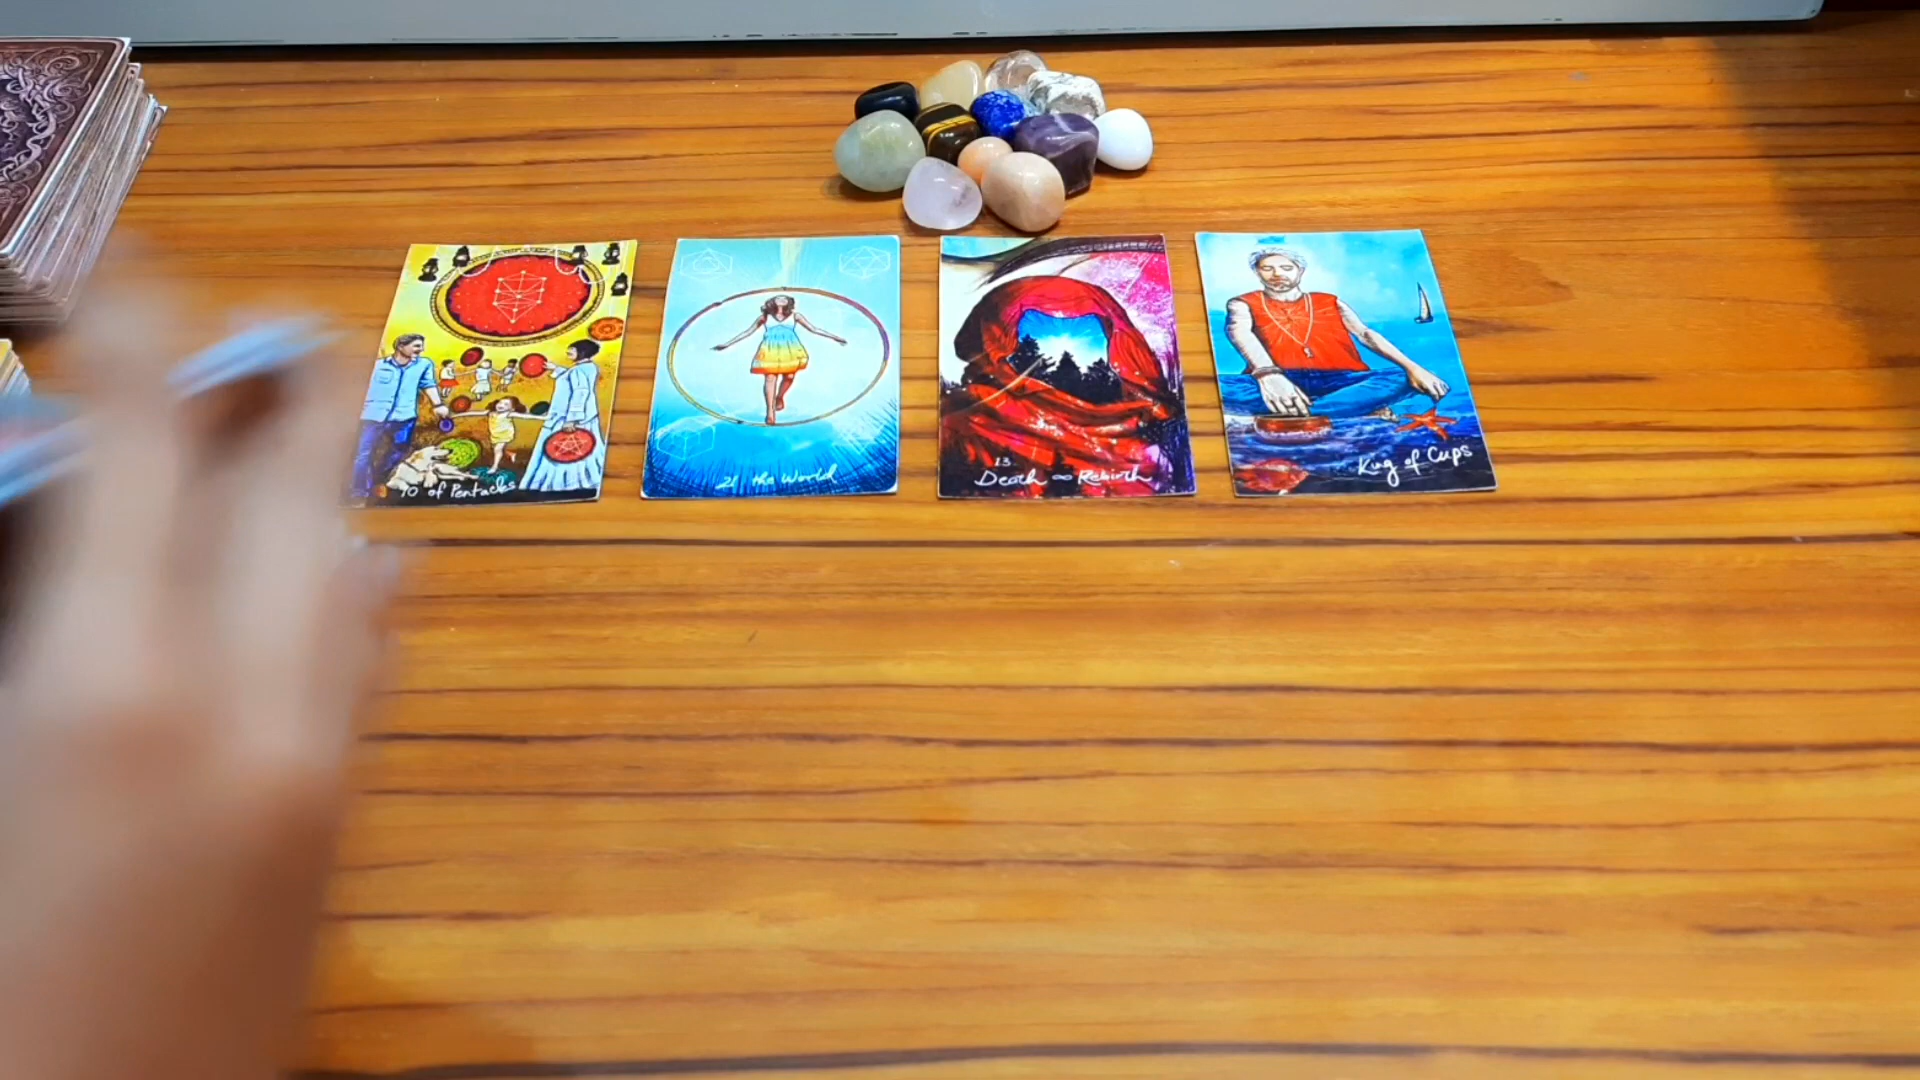 10 of Pentacles
21 the World
13
Death ∞ Rebirth
King of Cups